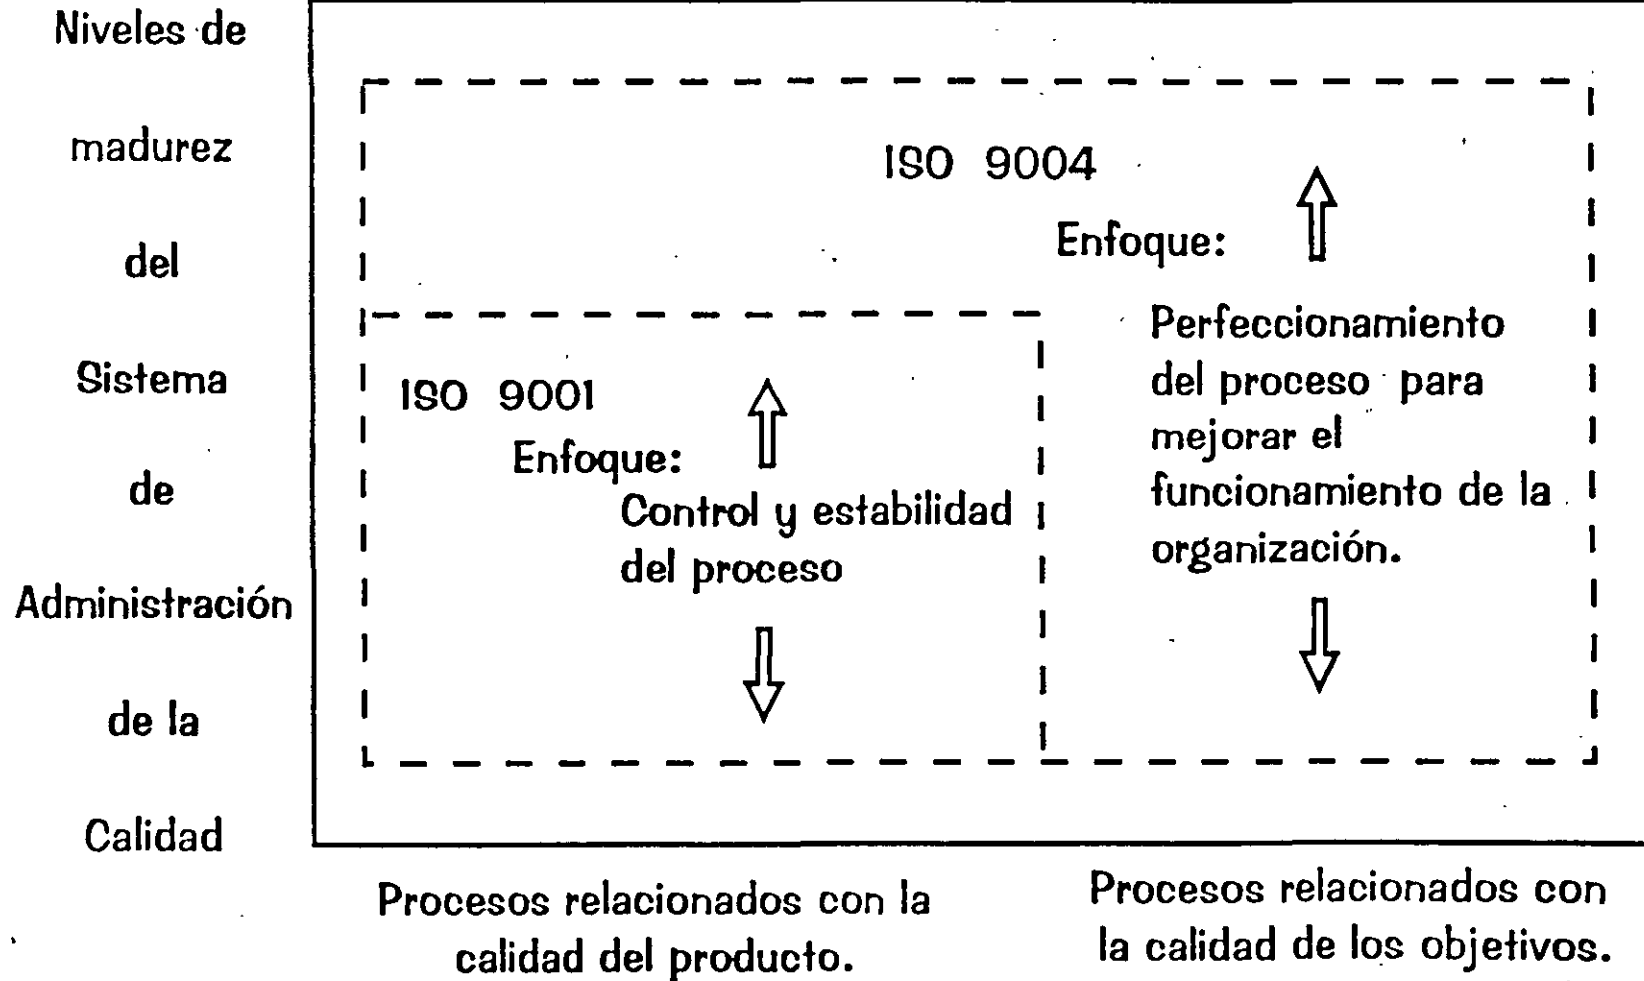 Niveles de
madurez
del
Sistema
de
Administración
de la
Calidad
ISO 9004
Enfoque:
Perfeccionamiento
del proceso para
mejorar el
funcionamiento de la
organización.
ISO 9001
Enfoque:
Control y estabilidad
del proceso
Procesos relacionados con la
calidad del producto.
Procesos relacionados con
la calidad de los objetivos.